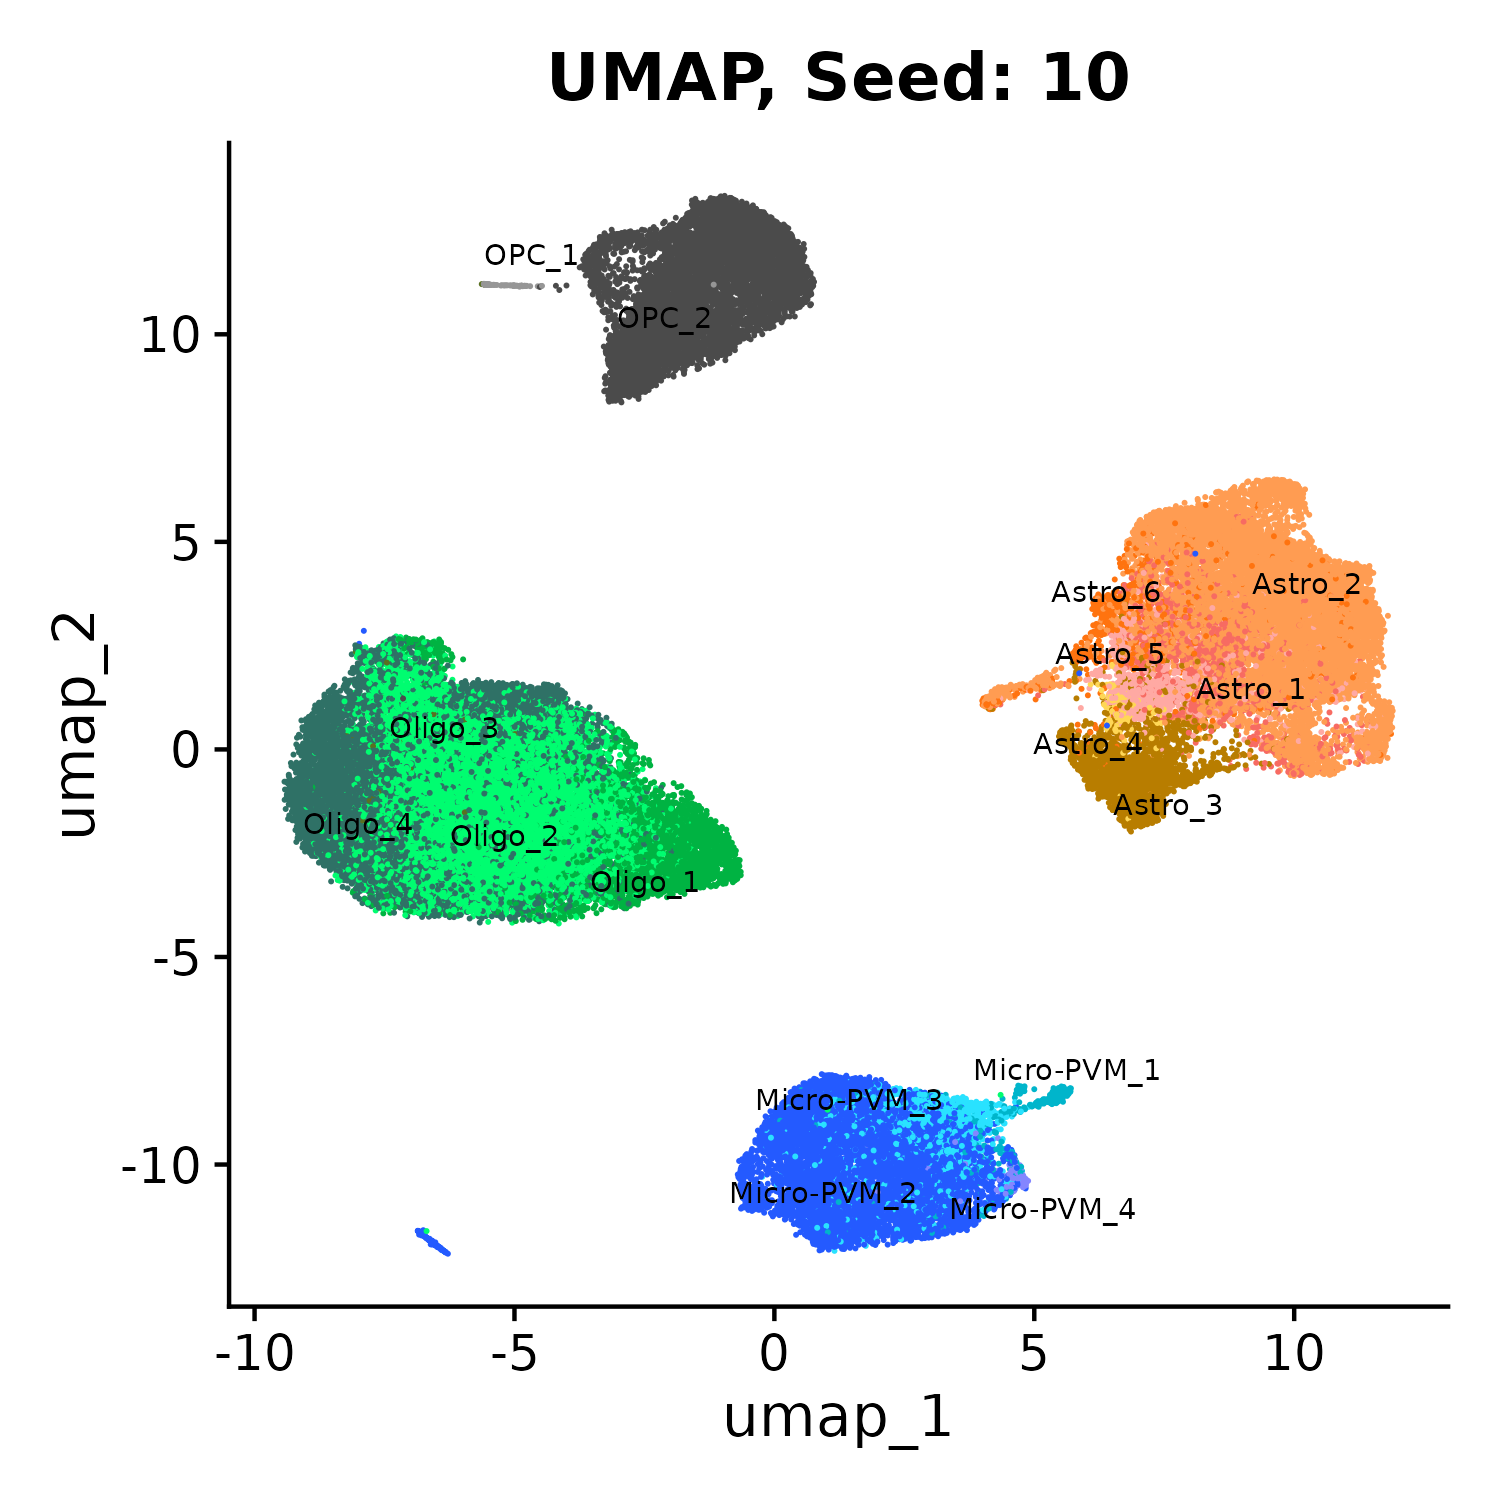 UMAP, Seed: 10
OPC_1
OPC_2
10
5
Astro_2
Astro_6
Astro_5
Astro_1
Oligo_3
0
Astro_4
Astro_3
Oligo_4
Oligo_2
Oligo_1
-5
Micro-PVM_1
Micro-PVM_3
-10
Micro-PVM_2
Micro-PVM_4
umap_2
-10
-5
0
5
10
umap_1